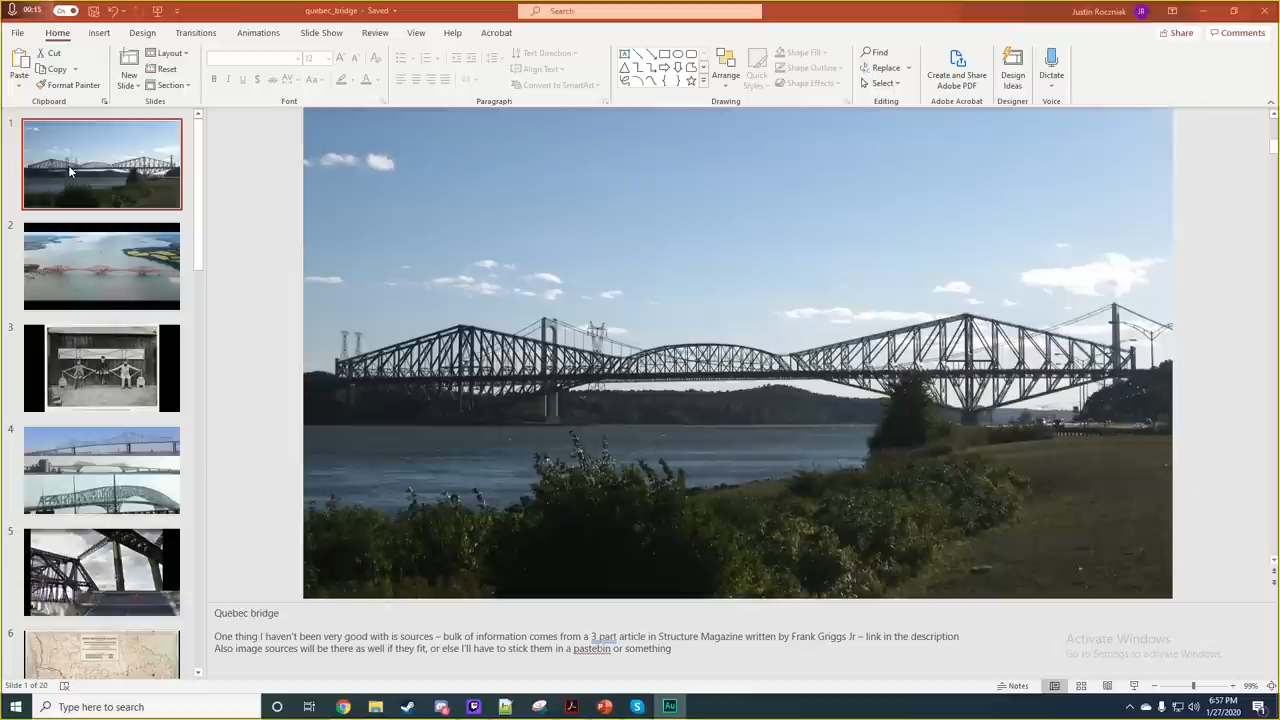 00:15
On
quebec_bridge - Saved
Search
Justin Roczniak
JR
File
Home
Insert
Design
Transitions
Animations
Slide Show
Review
View
Help
Acrobat
Share
Comments
Paste
Cut
Copy
Format Painter
Clipboard
New
Slide
Layout
Reset
Section
Slides
12
Font
Text Direction
Align Text
Convert to SmartArt
Paragraph
Arrange
Quick
Styles
Shape Fill
Shape Outline
Shape Effects
Drawing
Find
Replace
Select
Editing
Create and Share
Adobe PDF
Adobe Acrobat
Design
Ideas
Designer
Dictate
Voice
1
2
3
4
5
6
Quebec bridge
One thing I haven't been very good with is sources – bulk of information comes from a 3 part article in Structure Magazine written by Frank Griggs Jr – link in the description
Also image sources will be there as well if they fit, or else I'll have to stick them in a pastebin or something
Activate Windows
Go to Settings to activate Windows.
Slide 1 of 20
Notes
99%
Type here to search
Au
6:57 PM
1/27/2020